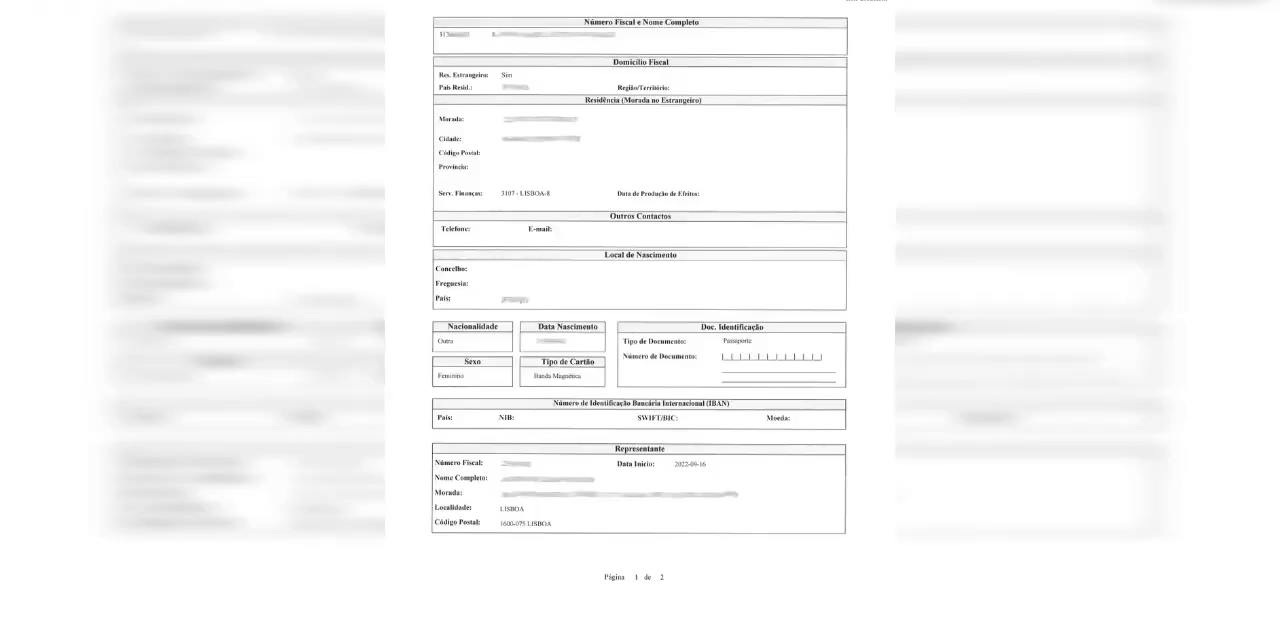 Número Fiscal e Nome Completo
Domicílio Fiscal
Res. Estrangeiro: Sim
País Resid.: Região/Território:
Residência (Morada no Estrangeiro)
Morada:
Cidade:
Código Postal:
Província:
Serv. Finanças: 3107 - LISBOA-8 Data de Produção de Efeitos:
Outros Contactos
Telefone: E-mail:
Local de Nascimento
Concelho:
Freguesia:
País:
Nacionalidade Data Nascimento Doc. Identificação
Outra Tipo de Documento: Passaporte
Número de Documento:
Sexo Tipo de Cartão
Feminino Banda Magnética
Número de Identificação Bancária Internacional (IBAN)
País: NIB: SWIFT/BIC: Moeda:
Representante
Número Fiscal: Data Início: 2022-09-16
Nome Completo:
Morada:
Localidade: LISBOA
Código Postal: 1600-075 LISBOA
Página 1 de 2